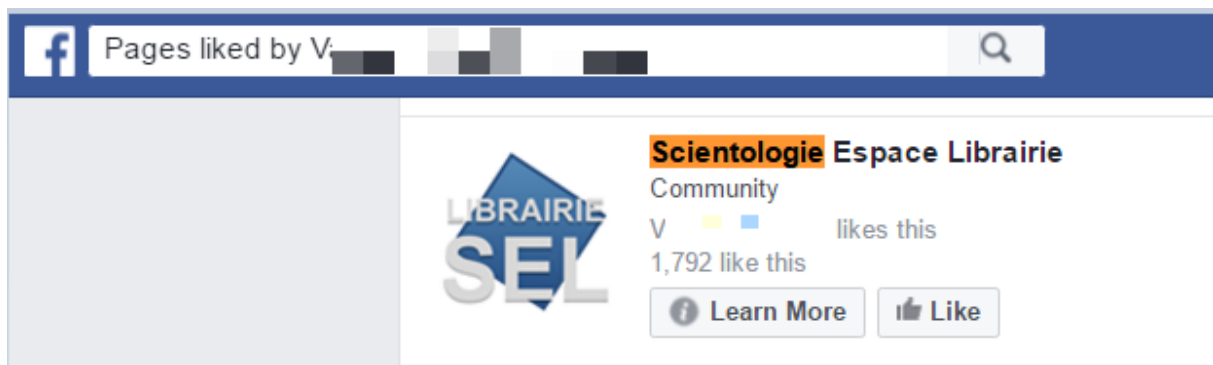 f
Pages liked by V
LIBRAIRIE
SEL
Scientologie Espace Librairie
Community
V likes this
1,792 like this
Learn More
Like